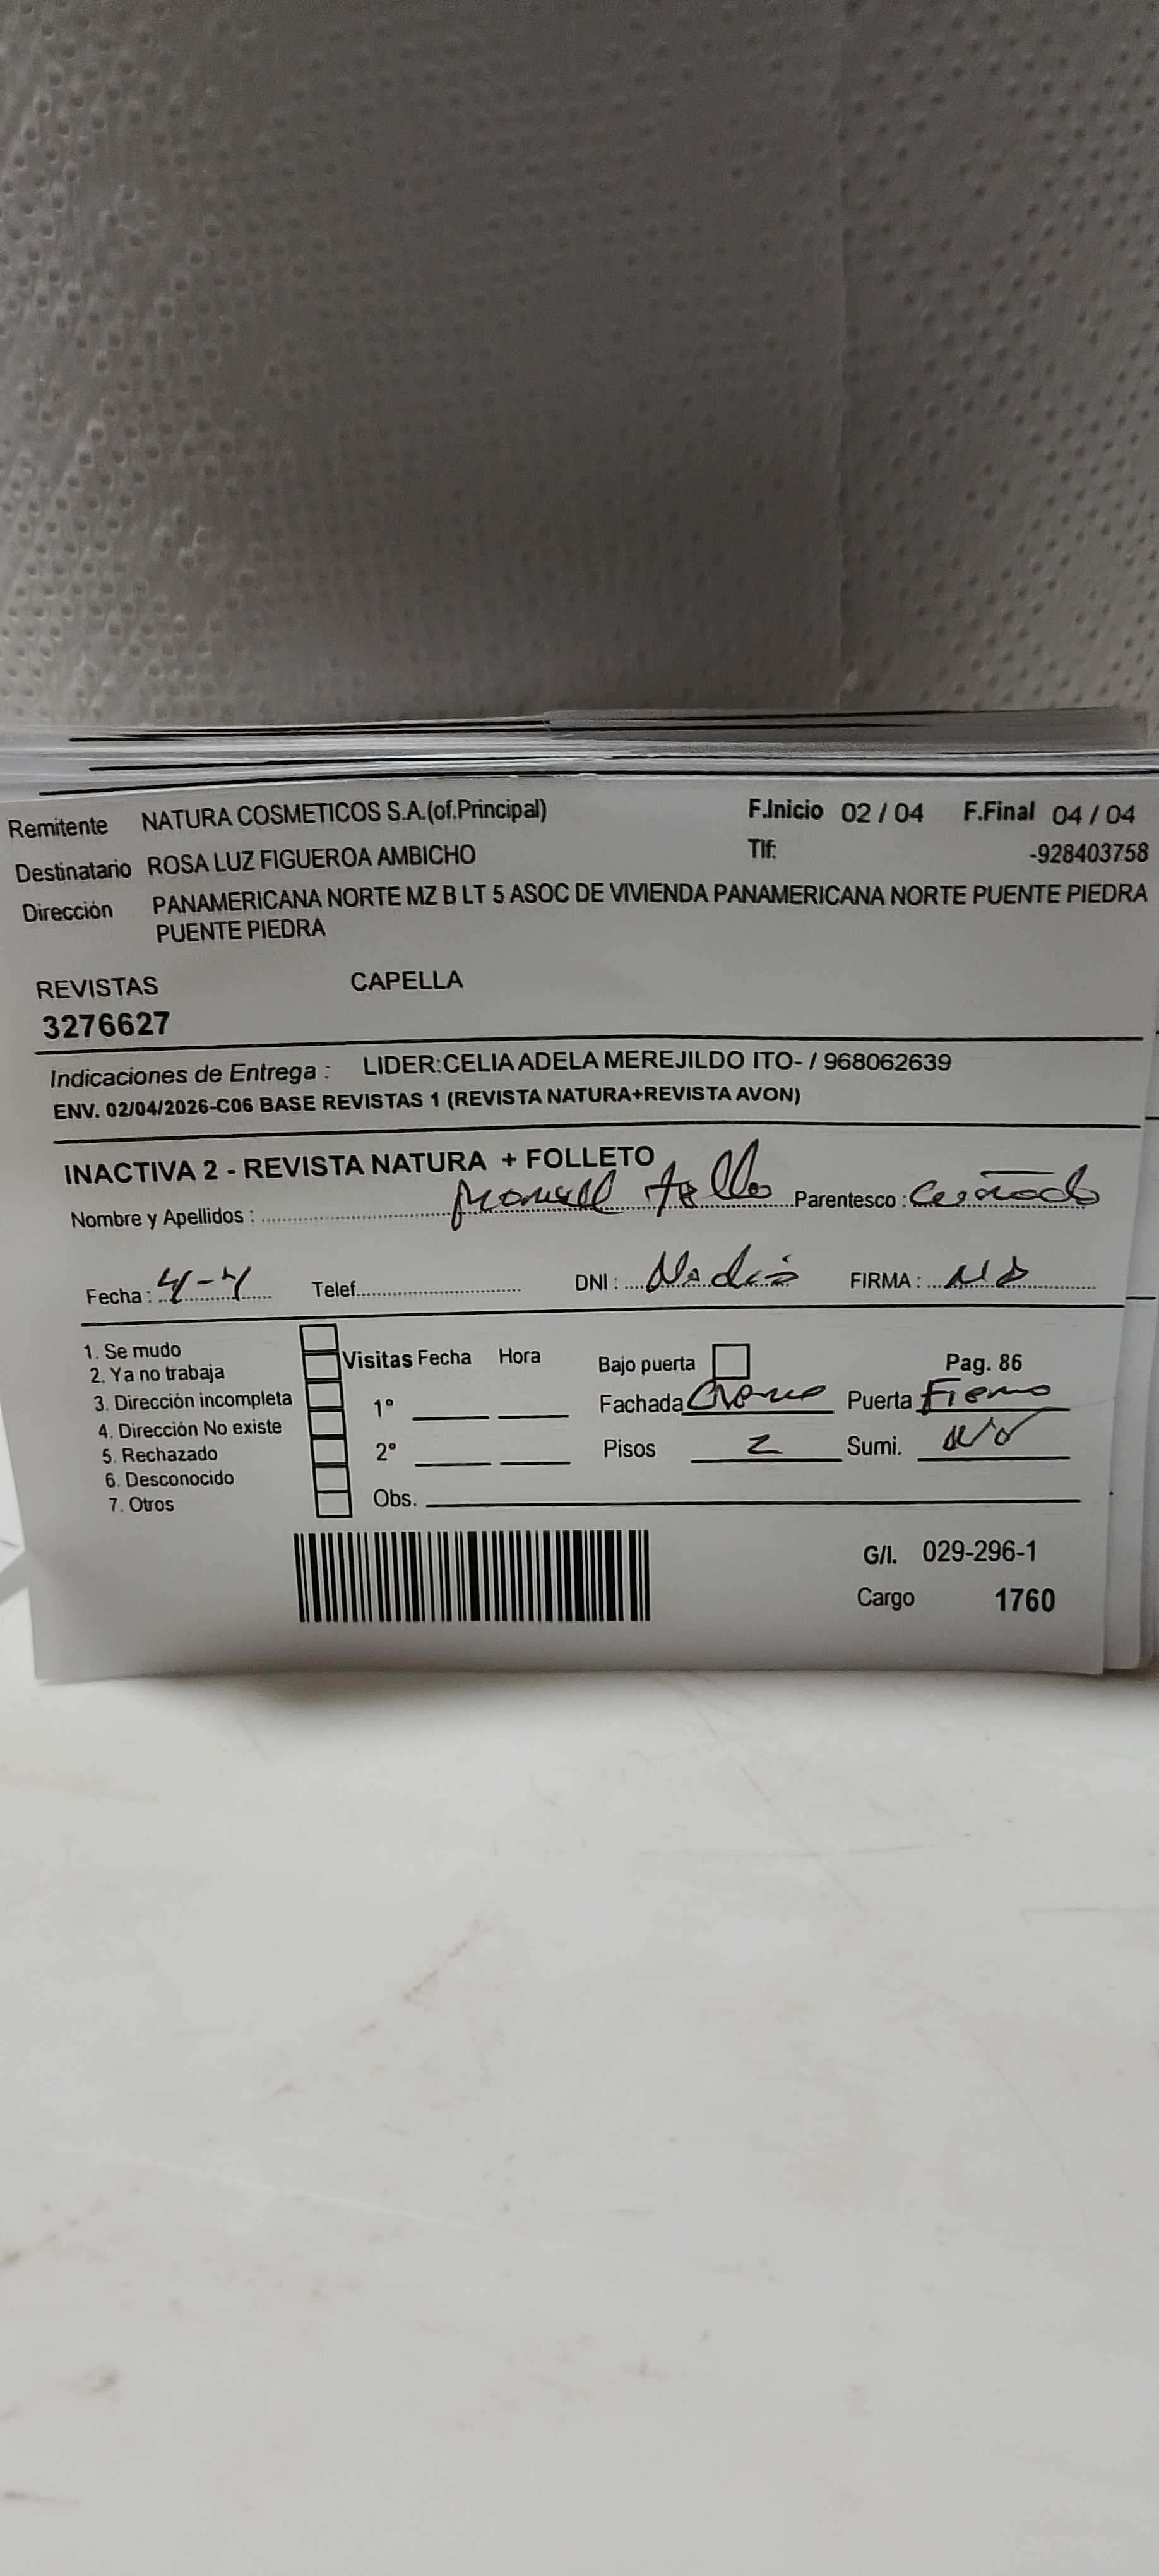 Remitente NATURA COSMETICOS S.A.(of.Principal) F.Inicio 02 / 04 F.Final 04 / 04
Destinatario ROSA LUZ FIGUEROA AMBICHO Tlf: -928403758
Dirección PANAMERICANA NORTE MZ B LT 5 ASOC DE VIVIENDA PANAMERICANA NORTE PUENTE PIEDRA
PUENTE PIEDRA
REVISTAS CAPELLA
3276627
Indicaciones de Entrega : LIDER:CELIA ADELA MEREJILDO ITO- / 968062639
ENV. 02/04/2026-C06 BASE REVISTAS 1 (REVISTA NATURA+REVISTA AVON)
INACTIVA 2 - REVISTA NATURA + FOLLETO
Nombre y Apellidos : Parentesco : Cuñado
Fecha : 4-4 Telef. DNI : No dio FIRMA :
1. Se mudo
2. Ya no trabaja Visitas Fecha Hora Bajo puerta Pag. 86
3. Dirección incompleta 1° Fachada Crema Puerta Fierro
4. Dirección No existe
5. Rechazado 2° Pisos 2 Sumi.
6. Desconocido
7. Otros Obs.
G/I. 029-296-1
Cargo 1760